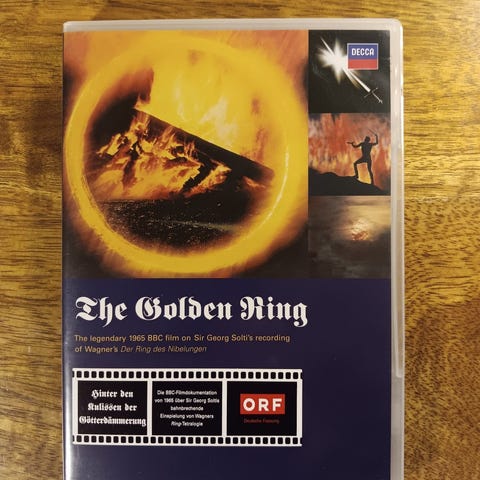 DECCA
The Golden Ring
The legendary 1965 BBC film on Sir Georg Solti's recording
of Wagner's Der Ring des Nibelungen
Hinter den
Kulissen der
Götterdämmerung
Die BBC-Filmdokumentation
von 1965 über Sir Georg Soltis
bahnbrechende
Einspielung von Wagners
Ring-Tetralogie
ORF
Deutsche Fassung